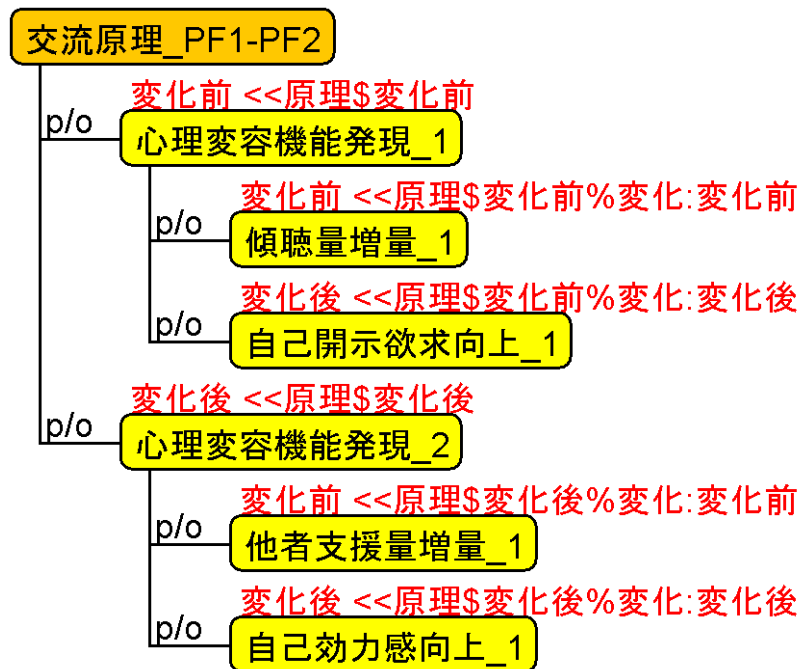 交流原理_PF1-PF2
変化前 <<原理$変化前
p/o
心理変容機能発現_1
変化前 <<原理$変化前%変化:変化前
p/o
傾聴量増量_1
変化後 <<原理$変化前%変化:変化後
p/o
自己開示欲求向上_1
変化後 <<原理$変化後
p/o
心理変容機能発現_2
変化前 <<原理$変化後%変化:変化前
p/o
他者支援量増量_1
変化後 <<原理$変化後%変化:変化後
p/o
自己効力感向上_1